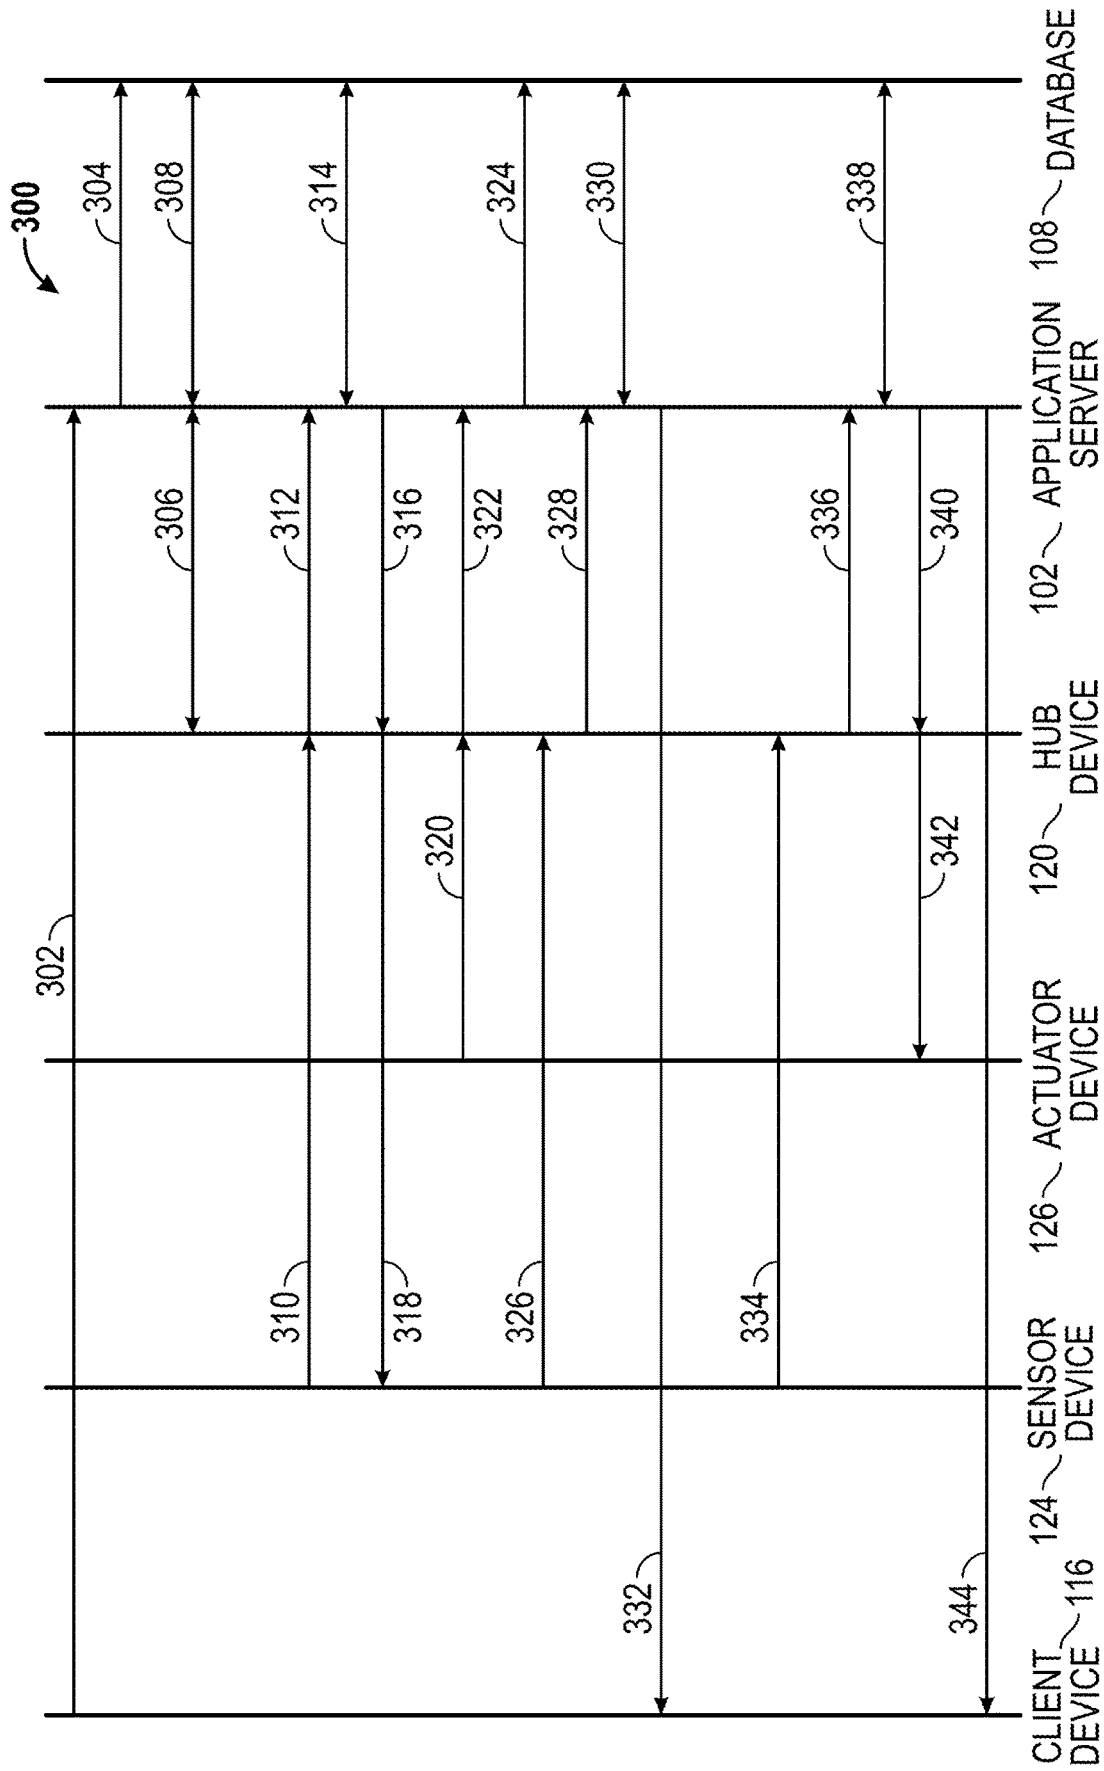 300
302
304
306
308
310
312
314
316
318
320
322
324
326
328
330
332
334
336
338
340
342
344
CLIENT
DEVICE 116
124 SENSOR
DEVICE
126 ACTUATOR
DEVICE
120 HUB
DEVICE
102 APPLICATION
SERVER
108 DATABASE